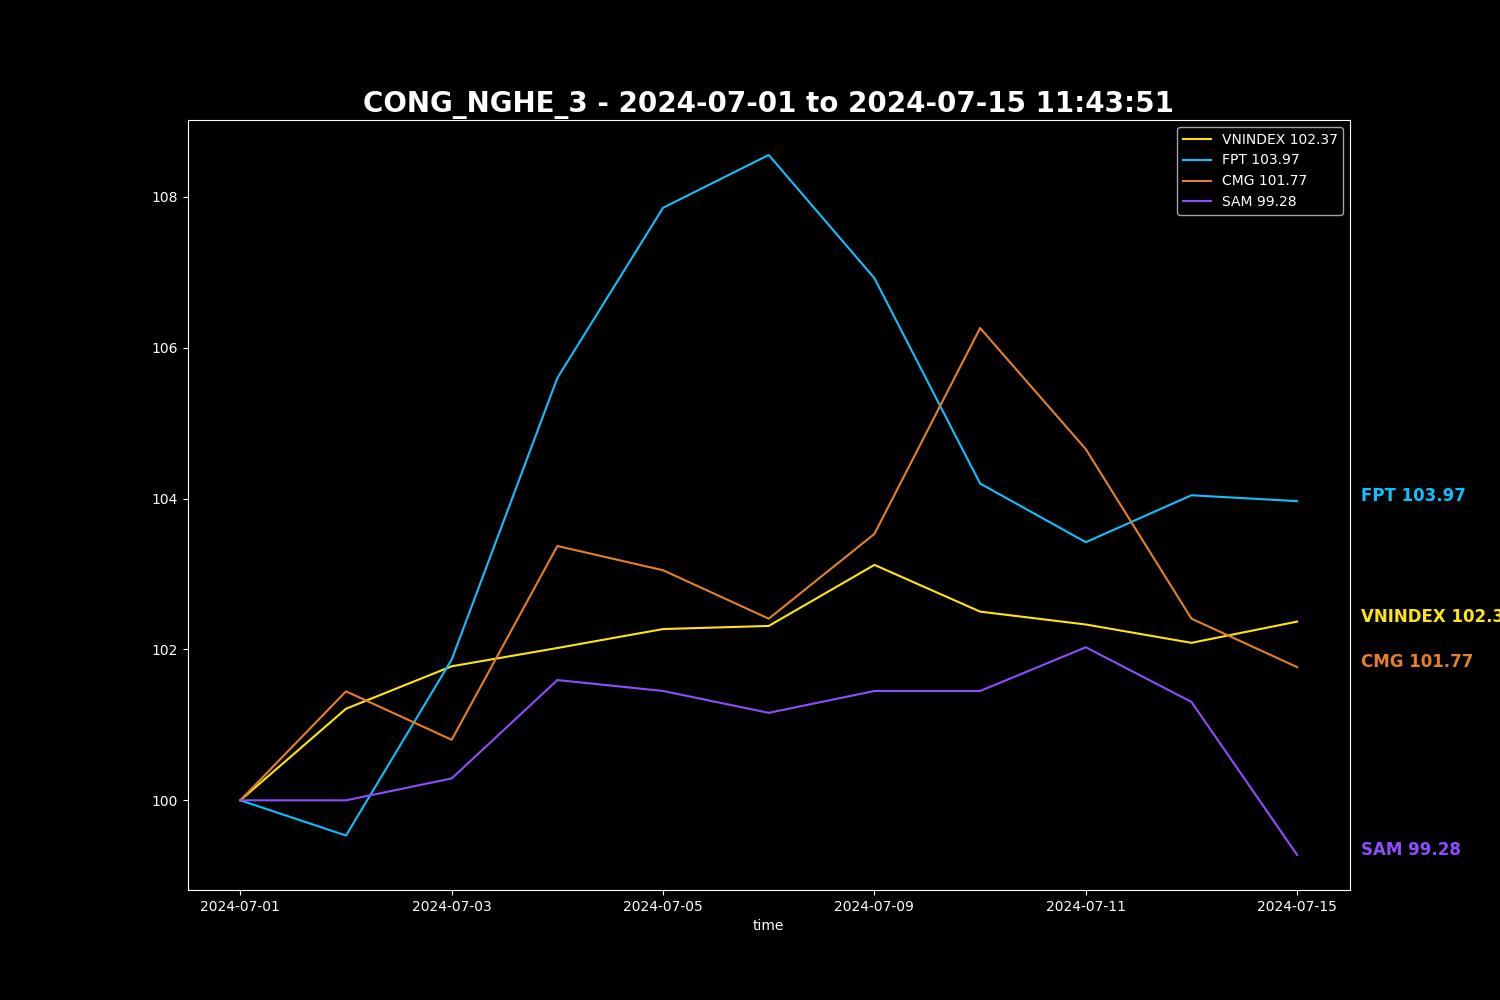 CONG_NGHE_3 - 2024-07-01 to 2024-07-15 11:43:51
VNINDEX 102.37
FPT 103.97
CMG 101.77
SAM 99.28
108
106
104
102
100
FPT 103.97
VNINDEX 102.3
CMG 101.77
SAM 99.28
2024-07-01 2024-07-03 2024-07-05 2024-07-09 2024-07-11 2024-07-15
time